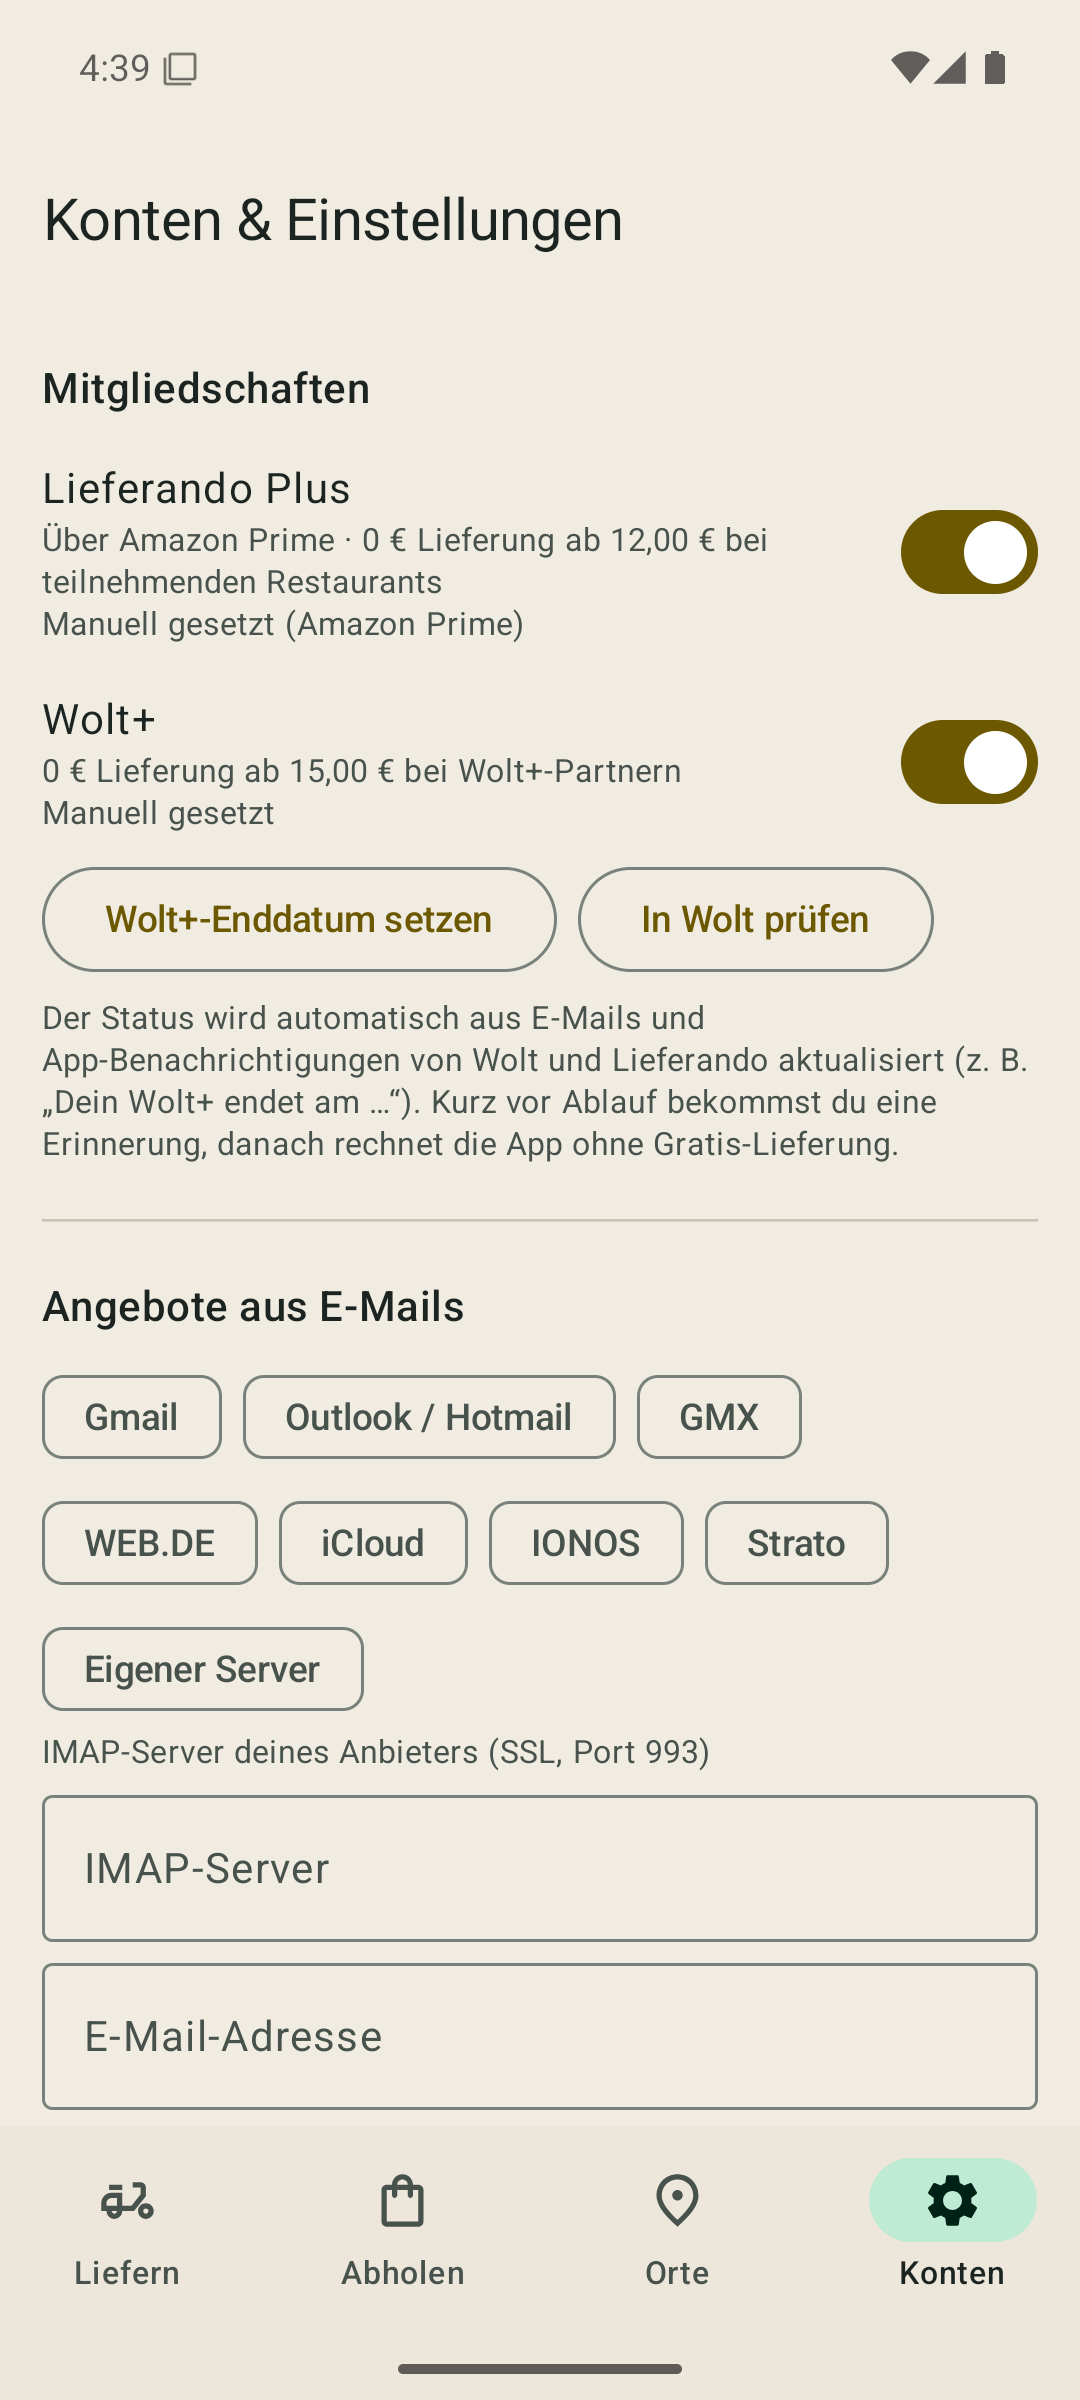 4:39
Konten & Einstellungen
Mitgliedschaften
Lieferando Plus
Über Amazon Prime · 0 € Lieferung ab 12,00 € bei
teilnehmenden Restaurants
Manuell gesetzt (Amazon Prime)
Wolt+
0 € Lieferung ab 15,00 € bei Wolt+-Partnern
Manuell gesetzt
Wolt+-Enddatum setzen In Wolt prüfen
Der Status wird automatisch aus E-Mails und
App-Benachrichtigungen von Wolt und Lieferando aktualisiert (z. B.
„Dein Wolt+ endet am …“). Kurz vor Ablauf bekommst du eine
Erinnerung, danach rechnet die App ohne Gratis-Lieferung.
Angebote aus E-Mails
Gmail Outlook / Hotmail GMX
WEB.DE iCloud IONOS Strato
Eigener Server
IMAP-Server deines Anbieters (SSL, Port 993)
IMAP-Server
E-Mail-Adresse
Liefern Abholen Orte Konten